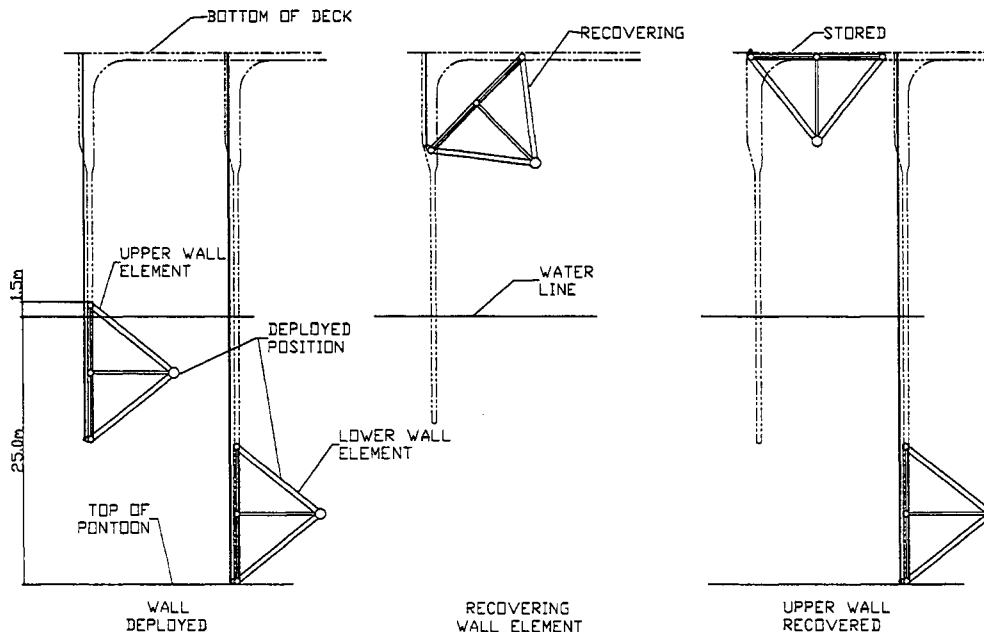 BOTTOM OF DECK
RECOVERING
STORED
UPPER WALL
ELEMENT
1.5m
WATER
LINE
DEPLOYED
POSITION
LOWER WALL
ELEMENT
25.0m
TOP OF
PONTOON
WALL
DEPLOYED
RECOVERING
WALL ELEMENT
UPPER WALL
RECOVERED